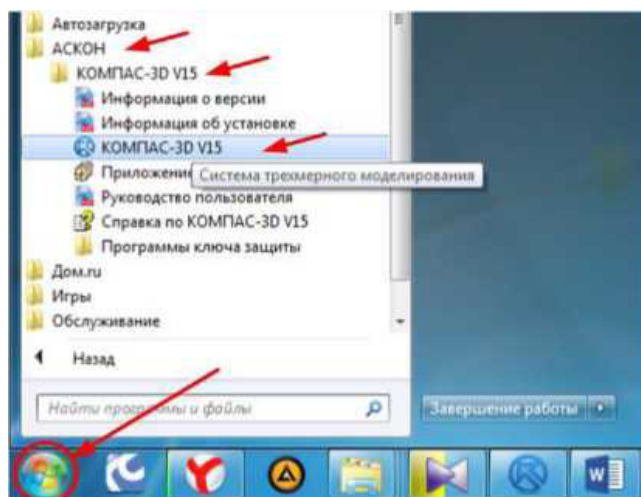 Автозагрузка
АСКОН
КОМПАС-3D V15
Информация о версии
Информация об установке
КОМПАС-3D V15
Приложение
Система трехмерного моделирования
Руководство пользователя
Справка по КОМПАС-3D V15
Программы ключа защиты
Дом.ru
Игры
Обслуживание
Назад
Найти программы и файлы
Завершение работы